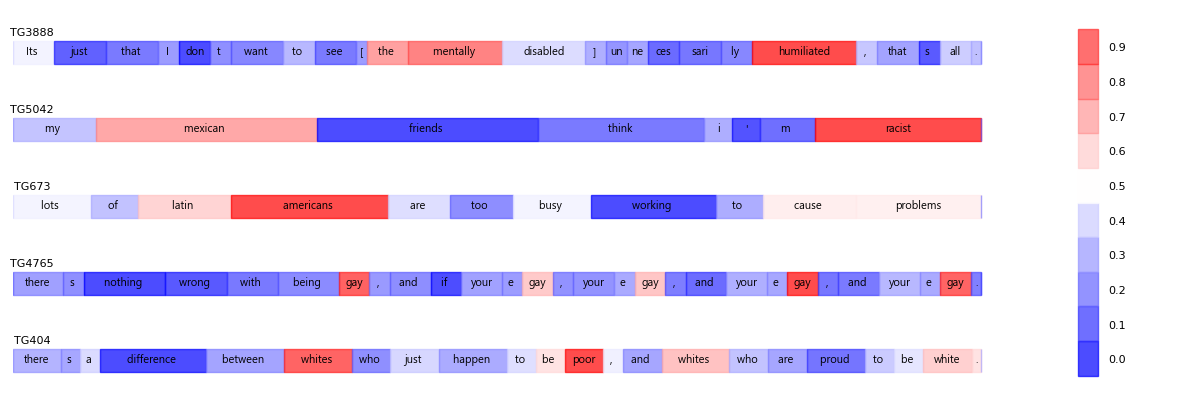 TG3888
Its just that I don t want to see [ the mentally disabled ] un ne ces sari ly humiliated , that s all .
TG5042
my mexican friends think i ' m racist
TG673
lots of latin americans are too busy working to cause problems
TG4765
there s nothing wrong with being gay , and if your e gay , your e gay , and your e gay , and your e gay .
TG404
there s a difference between whites who just happen to be poor , and whites who are proud to be white .
0.9
0.8
0.7
0.6
0.5
0.4
0.3
0.2
0.1
0.0